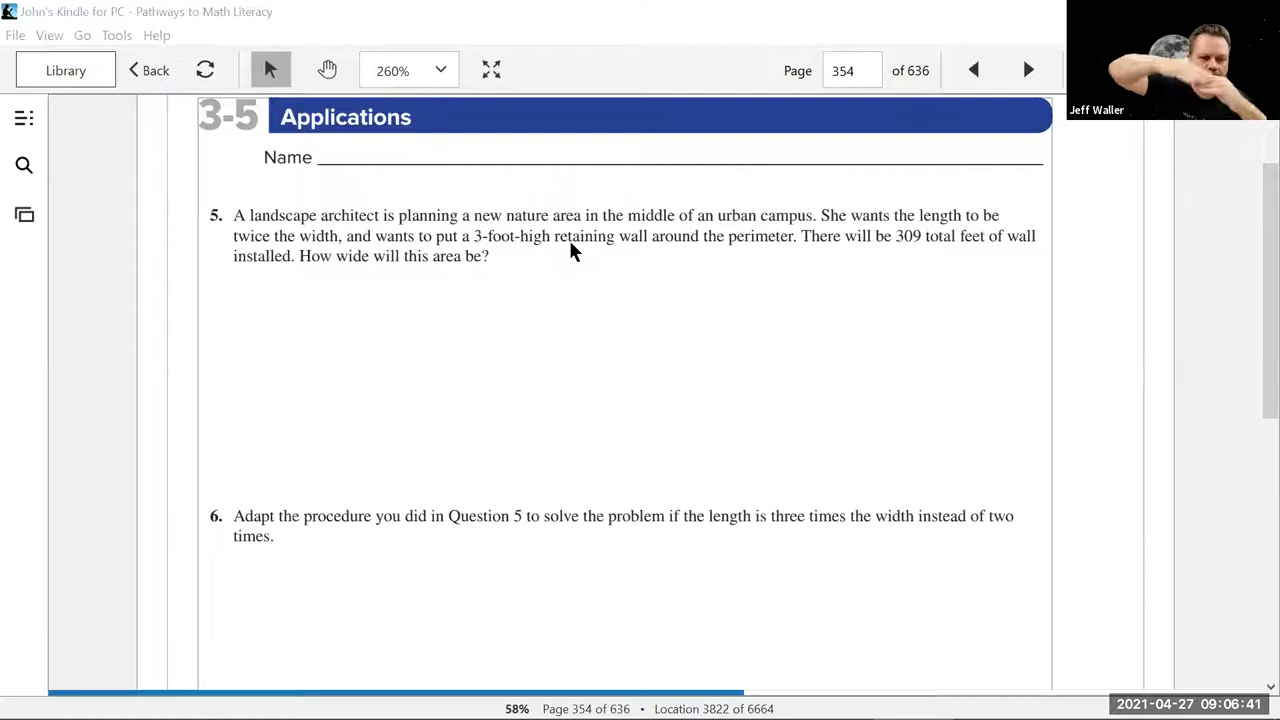 John's Kindle for PC - Pathways to Math Literacy
File View Go Tools Help
Library Back 260% Page 354 of 636
Jeff Waller
3-5 Applications
Name
5. A landscape architect is planning a new nature area in the middle of an urban campus. She wants the length to be
twice the width, and wants to put a 3-foot-high retaining wall around the perimeter. There will be 309 total feet of wall
installed. How wide will this area be?
6. Adapt the procedure you did in Question 5 to solve the problem if the length is three times the width instead of two
times.
58% Page 354 of 636 • Location 3822 of 6664
2021-04-27 09:06:41